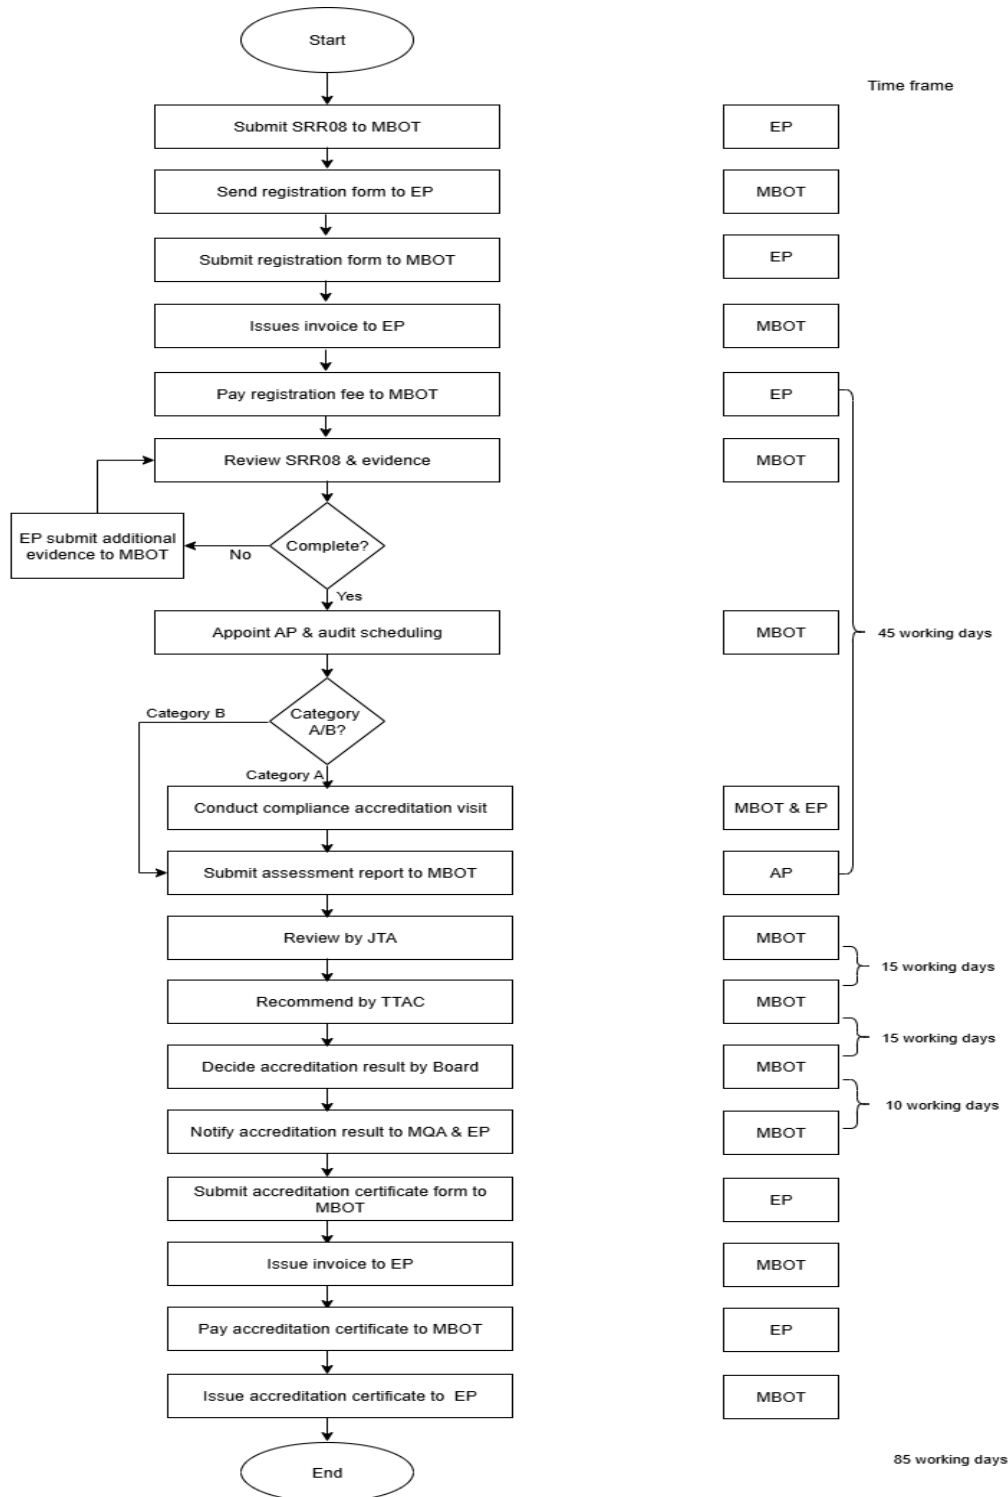 Start
Time frame
Submit SRR08 to MBOT
EP
Send registration form to EP
MBOT
Submit registration form to MBOT
EP
Issues invoice to EP
MBOT
Pay registration fee to MBOT
EP
Review SRR08 & evidence
MBOT
EP submit additional
evidence to MBOT
No
Complete?
Yes
Appoint AP & audit scheduling
MBOT
45 working days
Category B
Category
A/B?
Category A
Conduct compliance accreditation visit
MBOT & EP
Submit assessment report to MBOT
AP
Review by JTA
MBOT
15 working days
Recommend by TTAC
MBOT
15 working days
Decide accreditation result by Board
MBOT
10 working days
Notify accreditation result to MQA & EP
MBOT
Submit accreditation certificate form to
MBOT
EP
Issue invoice to EP
MBOT
Pay accreditation certificate to MBOT
EP
Issue accreditation certificate to EP
MBOT
85 working days
End